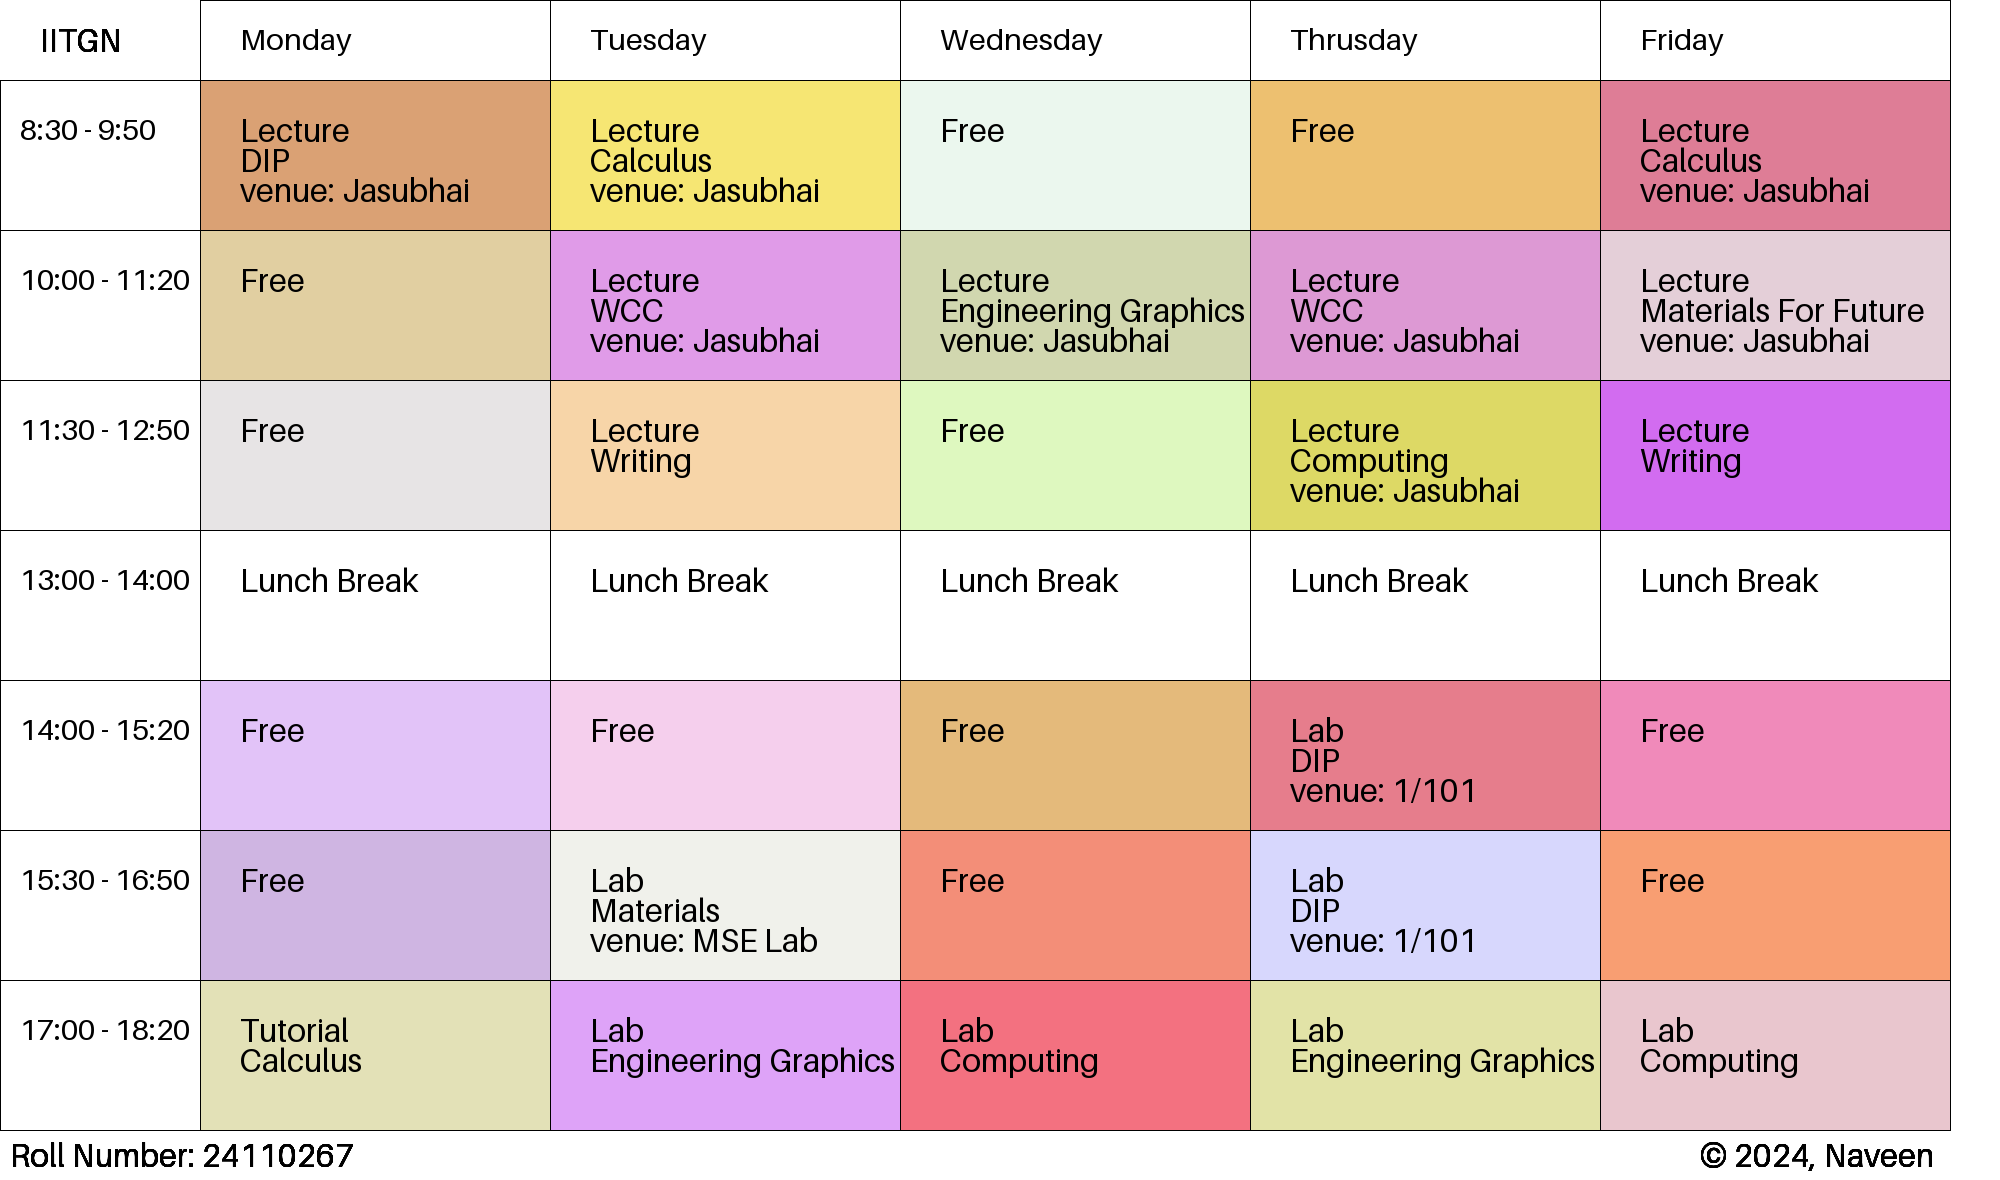 IITGN Monday Tuesday Wednesday Thrusday Friday
8:30 - 9:50
Lecture
DIP
venue: Jasubhai
Lecture
Calculus
venue: Jasubhai
Free
Free
Lecture
Calculus
venue: Jasubhai
10:00 - 11:20
Free
Lecture
WCC
venue: Jasubhai
Lecture
Engineering Graphics
venue: Jasubhai
Lecture
WCC
venue: Jasubhai
Lecture
Materials For Future
venue: Jasubhai
11:30 - 12:50
Free
Lecture
Writing
Free
Lecture
Computing
venue: Jasubhai
Lecture
Writing
13:00 - 14:00
Lunch Break
Lunch Break
Lunch Break
Lunch Break
Lunch Break
14:00 - 15:20
Free
Free
Free
Lab
DIP
venue: 1/101
Free
15:30 - 16:50
Free
Lab
Materials
venue: MSE Lab
Free
Lab
DIP
venue: 1/101
Free
17:00 - 18:20
Tutorial
Calculus
Lab
Engineering Graphics
Lab
Computing
Lab
Engineering Graphics
Lab
Computing
Roll Number: 24110267
© 2024, Naveen